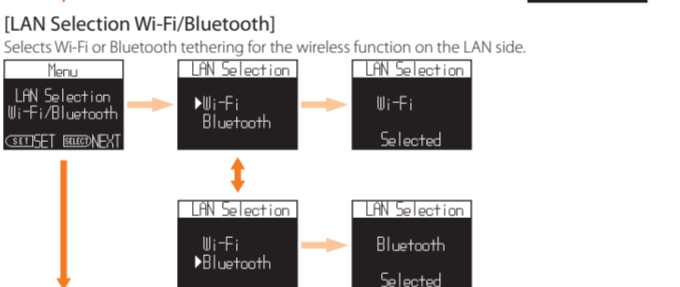 [LAN Selection Wi-Fi/Bluetooth]
Selects Wi-Fi or Bluetooth tethering for the wireless function on the LAN side.
Menu
LAN Selection
Wi-Fi/Bluetooth
SET SET SELECT NEXT
LAN Selection
▶Wi-Fi
Bluetooth
LAN Selection
Wi-Fi
Selected
LAN Selection
Wi-Fi
▶Bluetooth
LAN Selection
Bluetooth
Selected